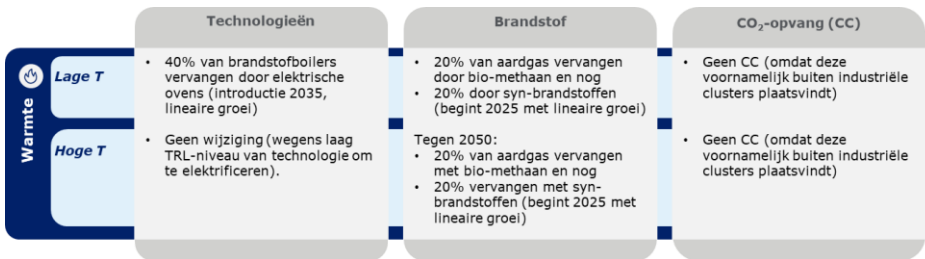 Technologieën
Brandstof
CO₂-opvang (CC)
Warmte
Lage T
• 40% van brandstofboilers
vervangen door elektrische
ovens (introductie 2035,
lineaire groei)
• 20% van aardgas vervangen
door bio-methaan en nog
• 20% door syn-brandstoffen
(begint 2025 met lineaire groei)
• Geen CC (omdat deze
voornamelijk buiten industriële
clusters plaatsvindt)
Hoge T
• Geen wijziging (wegens laag
TRL-niveau van technologie om
te elektrificeren).
Tegen 2050:
• 20% van aardgas vervangen
met bio-methaan en nog
• 20% vervangen met syn-
brandstoffen (begint 2025 met
lineaire groei)
• Geen CC (omdat deze
voornamelijk buiten industriële
clusters plaatsvindt)